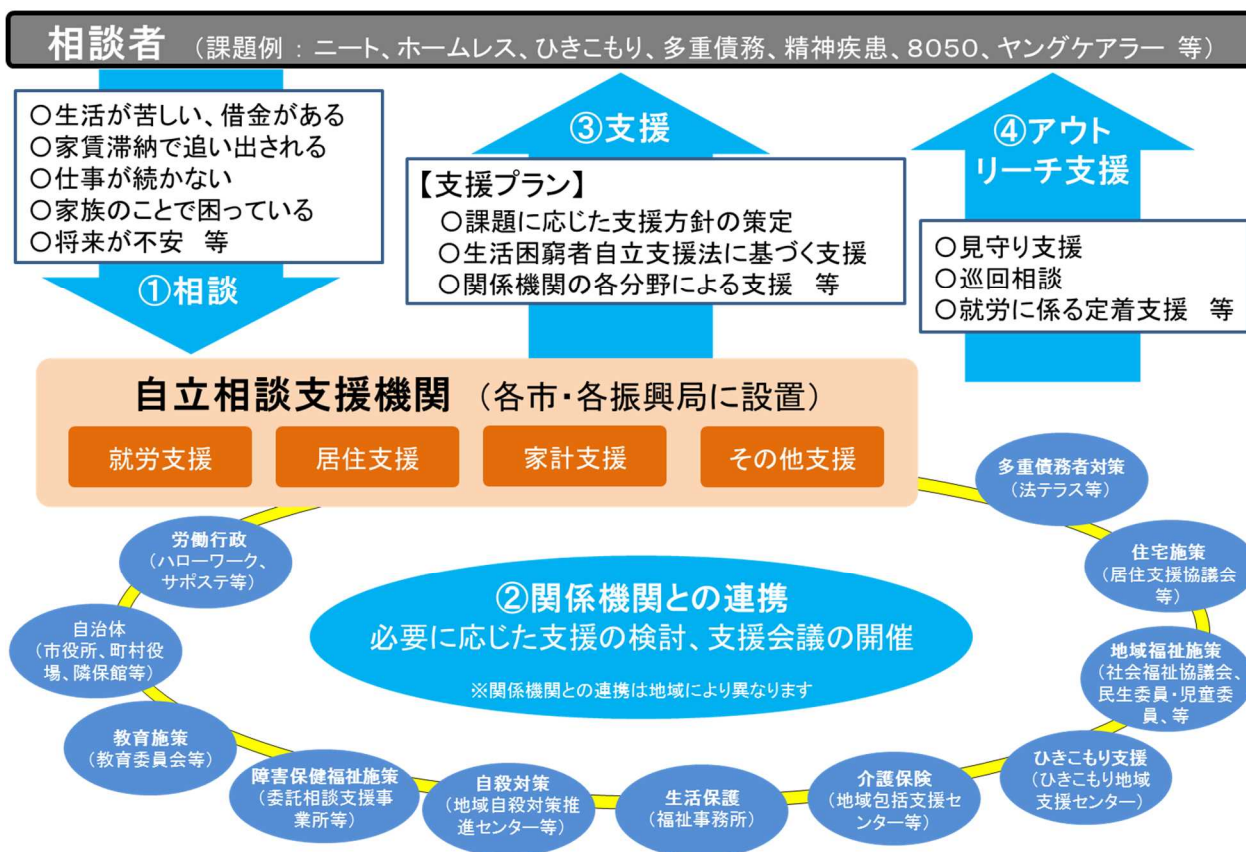 相談者 （課題例：ニート、ホームレス、ひきこもり、多重債務、精神疾患、8050、ヤングケアラー 等）
○生活が苦しい、借金がある
○家賃滞納で追い出される
○仕事が続かない
○家族のことで困っている
○将来が不安 等
①相談
③支援
【支援プラン】
○課題に応じた支援方針の策定
○生活困窮者自立支援法に基づく支援
○関係機関の各分野による支援 等
④アウト
リーチ支援
○見守り支援
○巡回相談
○就労に係る定着支援 等
自立相談支援機関 （各市・各振興局に設置）
就労支援
居住支援
家計支援
その他支援
多重債務者対策
（法テラス等）
労働行政
（ハローワーク、
サポステ等）
住宅施策
（居住支援協議会
等）
②関係機関との連携
必要に応じた支援の検討、支援会議の開催
※関係機関との連携は地域により異なります
自治体
（市役所、町村役
場、隣保館等）
地域福祉施策
（社会福祉協議会、
民生委員・児童委
員、等
教育施策
（教育委員会等）
障害保健福祉施策
（委託相談支援事
業所等）
自殺対策
（地域自殺対策推
進センター等）
生活保護
（福祉事務所）
介護保険
（地域包括支援セ
ンター等）
ひきこもり支援
（ひきこもり地域
支援センター）